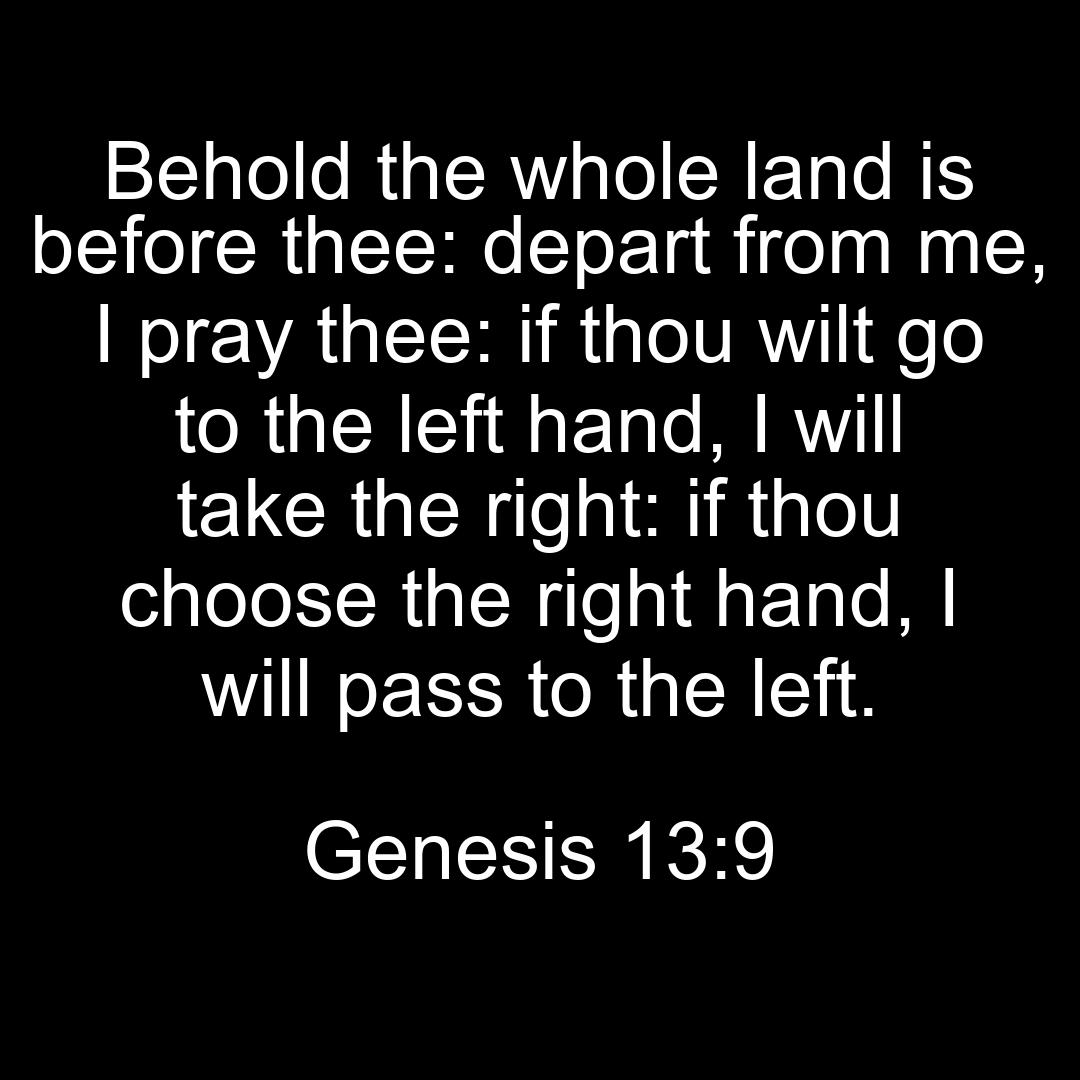 Behold the whole land is
before thee: depart from me,
I pray thee: if thou wilt go
to the left hand, I will
take the right: if thou
choose the right hand, I
will pass to the left.
Genesis 13:9